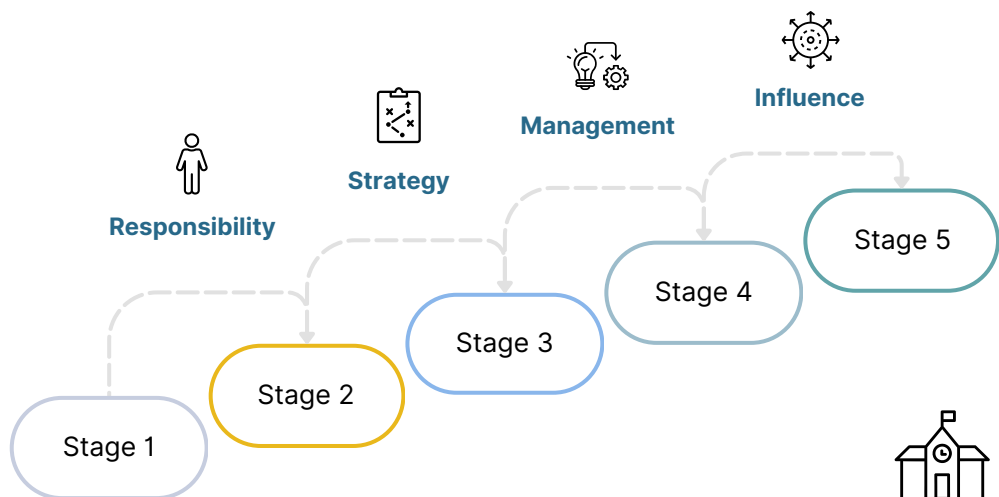 Influence
Management
Strategy
Responsibility
Stage 5
Stage 4
Stage 3
Stage 2
Stage 1